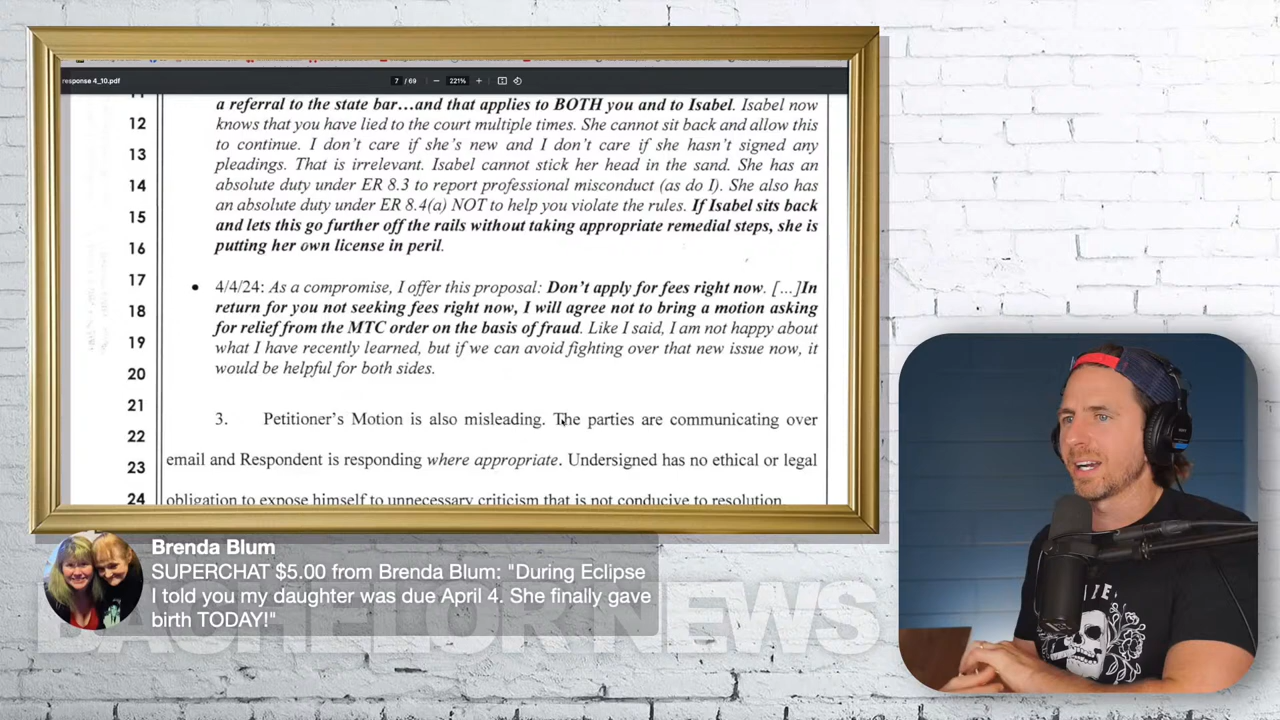 response 4_10.pdf
7 / 69
221%
11 a referral to the state bar…and that applies to BOTH you and to Isabel. Isabel now
12 knows that you have lied to the court multiple times. She cannot sit back and allow this
to continue. I don't care if she's new and I don't care if she hasn't signed any
13 pleadings. That is irrelevant. Isabel cannot stick her head in the sand. She has an
14 absolute duty under ER 8.3 to report professional misconduct (as do I). She also has
an absolute duty under ER 8.4(a) NOT to help you violate the rules. If Isabel sits back
15 and lets this go further off the rails without taking appropriate remedial steps, she is
16 putting her own license in peril.
17 • 4/4/24: As a compromise, I offer this proposal: Don't apply for fees right now. […]In
18 return for you not seeking fees right now, I will agree not to bring a motion asking
for relief from the MTC order on the basis of fraud. Like I said, I am not happy about
19 what I have recently learned, but if we can avoid fighting over that new issue now, it
20 would be helpful for both sides.
21 3. Petitioner's Motion is also misleading. The parties are communicating over
22
23 email and Respondent is responding where appropriate. Undersigned has no ethical or legal
24 obligation to expose himself to unnecessary criticism that is not conducive to resolution.
Brenda Blum
SUPERCHAT $5.00 from Brenda Blum: "During Eclipse
I told you my daughter was due April 4. She finally gave
birth TODAY!"
BACHELOR NEWS